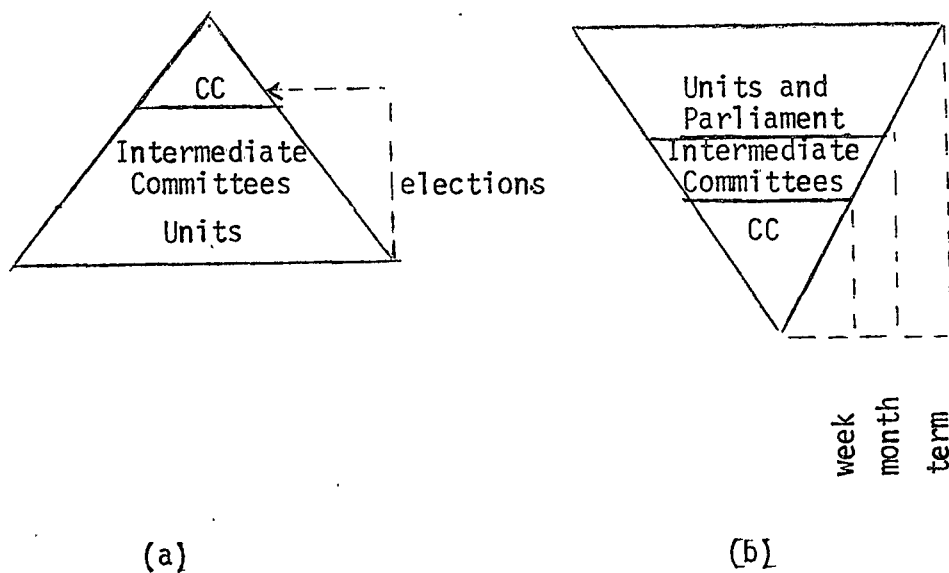 CC
Intermediate
Committees
Units
elections
Units and
Parliament
Intermediate
Committees
CC
week
month
term
(a)
(b)